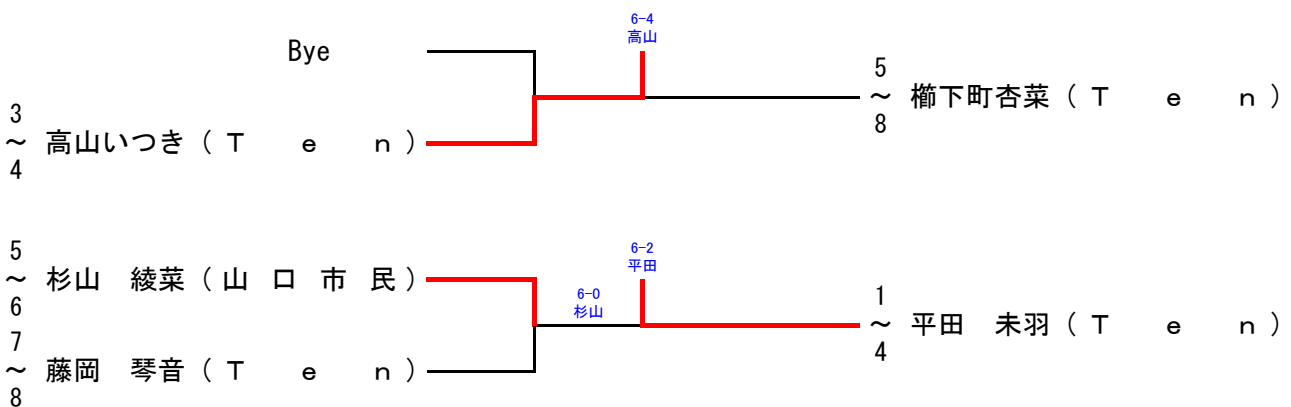 6-4
高山
Bye
5
~ 櫛下町杏菜（Ｔ　ｅ　ｎ）
8
3
~ 高山いつき（Ｔ　ｅ　ｎ）
4
5
~ 杉山　綾菜（山　口　市　民）
6
6-0
杉山
6-2
平田
1
~ 平田　未羽（Ｔ　ｅ　ｎ）
4
7
~ 藤岡　琴音（Ｔ　ｅ　ｎ）
8